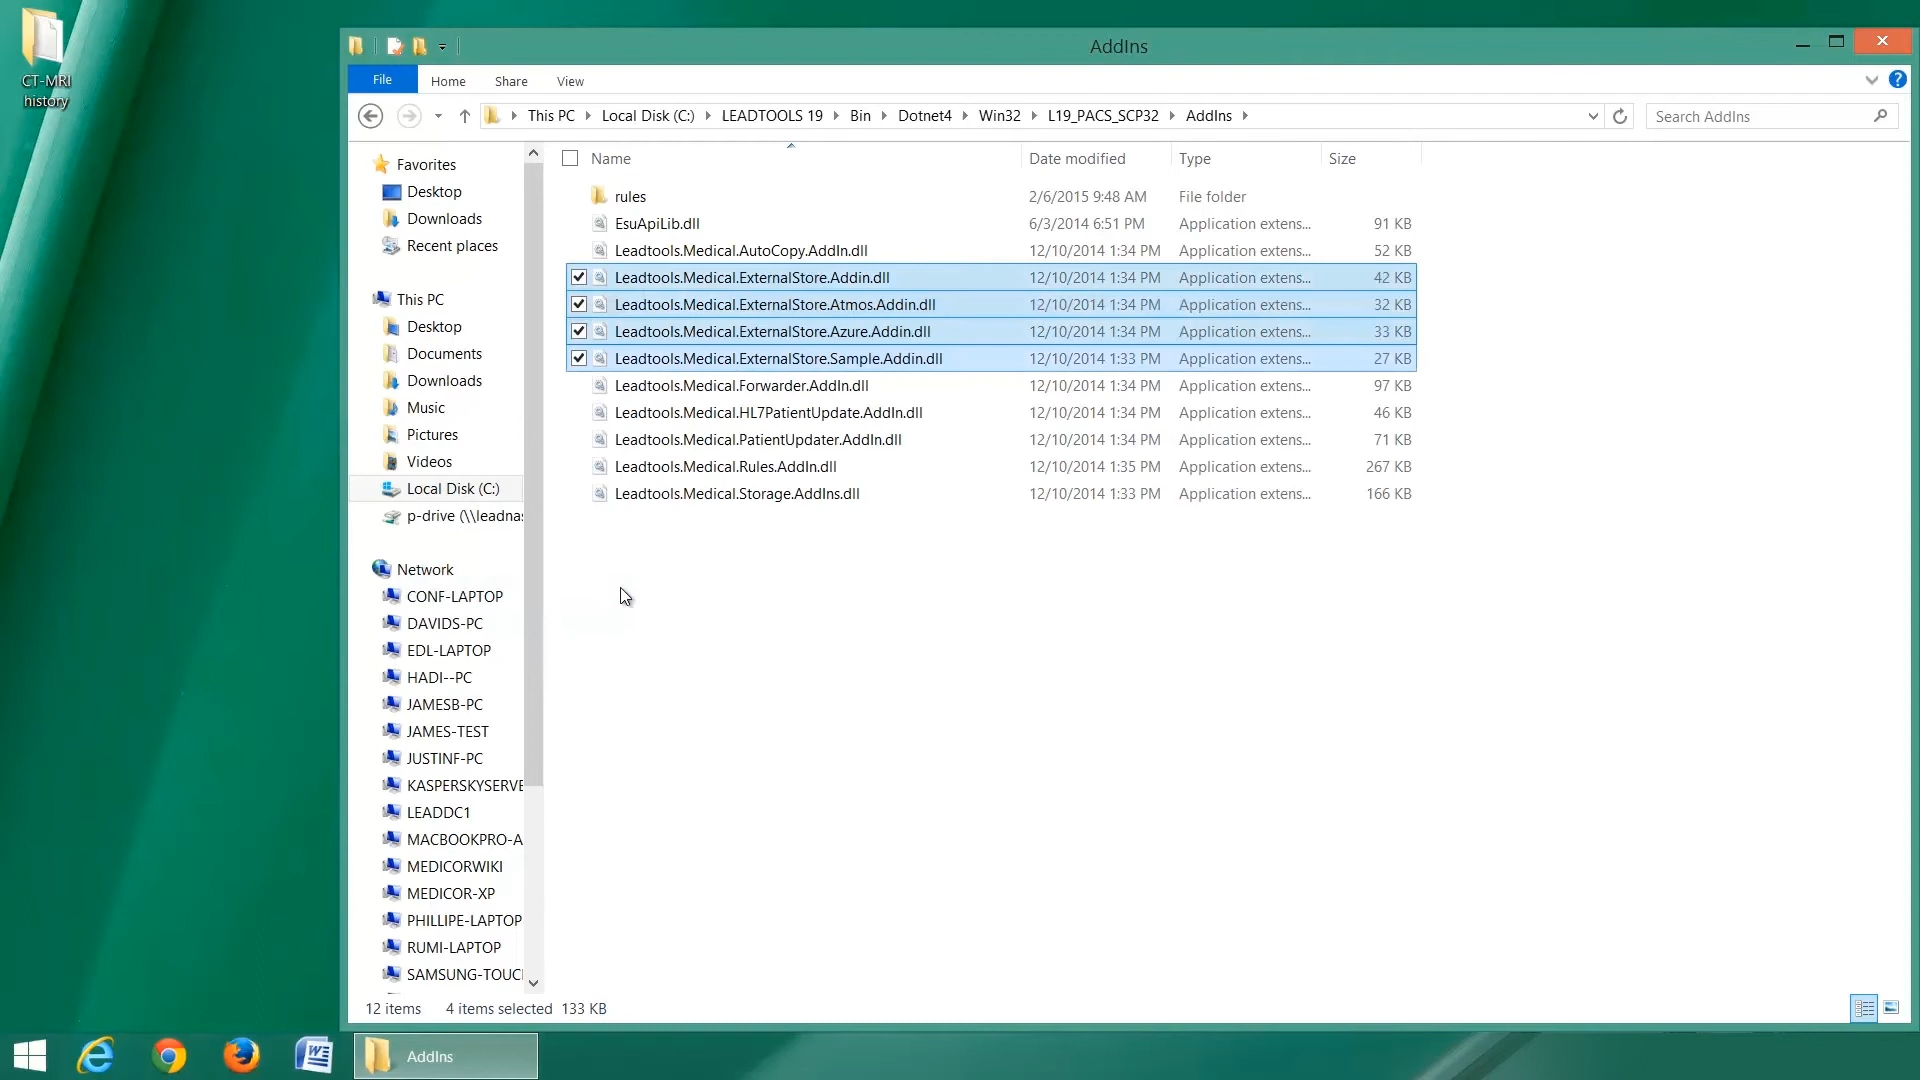 CT-MRI
history
AddIns
File Home Share View
This PC Local Disk (C:) LEADTOOLS 19 Bin Dotnet4 Win32 L19_PACS_SCP32 AddIns
Search AddIns
Favorites
Desktop
Downloads
Recent places
This PC
Desktop
Documents
Downloads
Music
Pictures
Videos
Local Disk (C:)
p-drive (\\leadnas
Network
CONF-LAPTOP
DAVIDS-PC
EDL-LAPTOP
HADI--PC
JAMESB-PC
JAMES-TEST
JUSTINF-PC
KASPERSKYSERVE
LEADDC1
MACBOOKPRO-A
MEDICORWIKI
MEDICOR-XP
PHILLIPE-LAPTOP
RUMI-LAPTOP
SAMSUNG-TOUC
Name Date modified Type Size
rules 2/6/2015 9:48 AM File folder
EsuApiLib.dll 6/3/2014 6:51 PM Application extens... 91 KB
Leadtools.Medical.AutoCopy.AddIn.dll 12/10/2014 1:34 PM Application extens... 52 KB
Leadtools.Medical.ExternalStore.Addin.dll 12/10/2014 1:34 PM Application extens... 42 KB
Leadtools.Medical.ExternalStore.Atmos.Addin.dll 12/10/2014 1:34 PM Application extens... 32 KB
Leadtools.Medical.ExternalStore.Azure.Addin.dll 12/10/2014 1:34 PM Application extens... 33 KB
Leadtools.Medical.ExternalStore.Sample.Addin.dll 12/10/2014 1:33 PM Application extens... 27 KB
Leadtools.Medical.Forwarder.AddIn.dll 12/10/2014 1:34 PM Application extens... 97 KB
Leadtools.Medical.HL7PatientUpdate.AddIn.dll 12/10/2014 1:34 PM Application extens... 46 KB
Leadtools.Medical.PatientUpdater.AddIn.dll 12/10/2014 1:34 PM Application extens... 71 KB
Leadtools.Medical.Rules.AddIn.dll 12/10/2014 1:35 PM Application extens... 267 KB
Leadtools.Medical.Storage.AddIns.dll 12/10/2014 1:33 PM Application extens... 166 KB
12 items 4 items selected 133 KB
AddIns